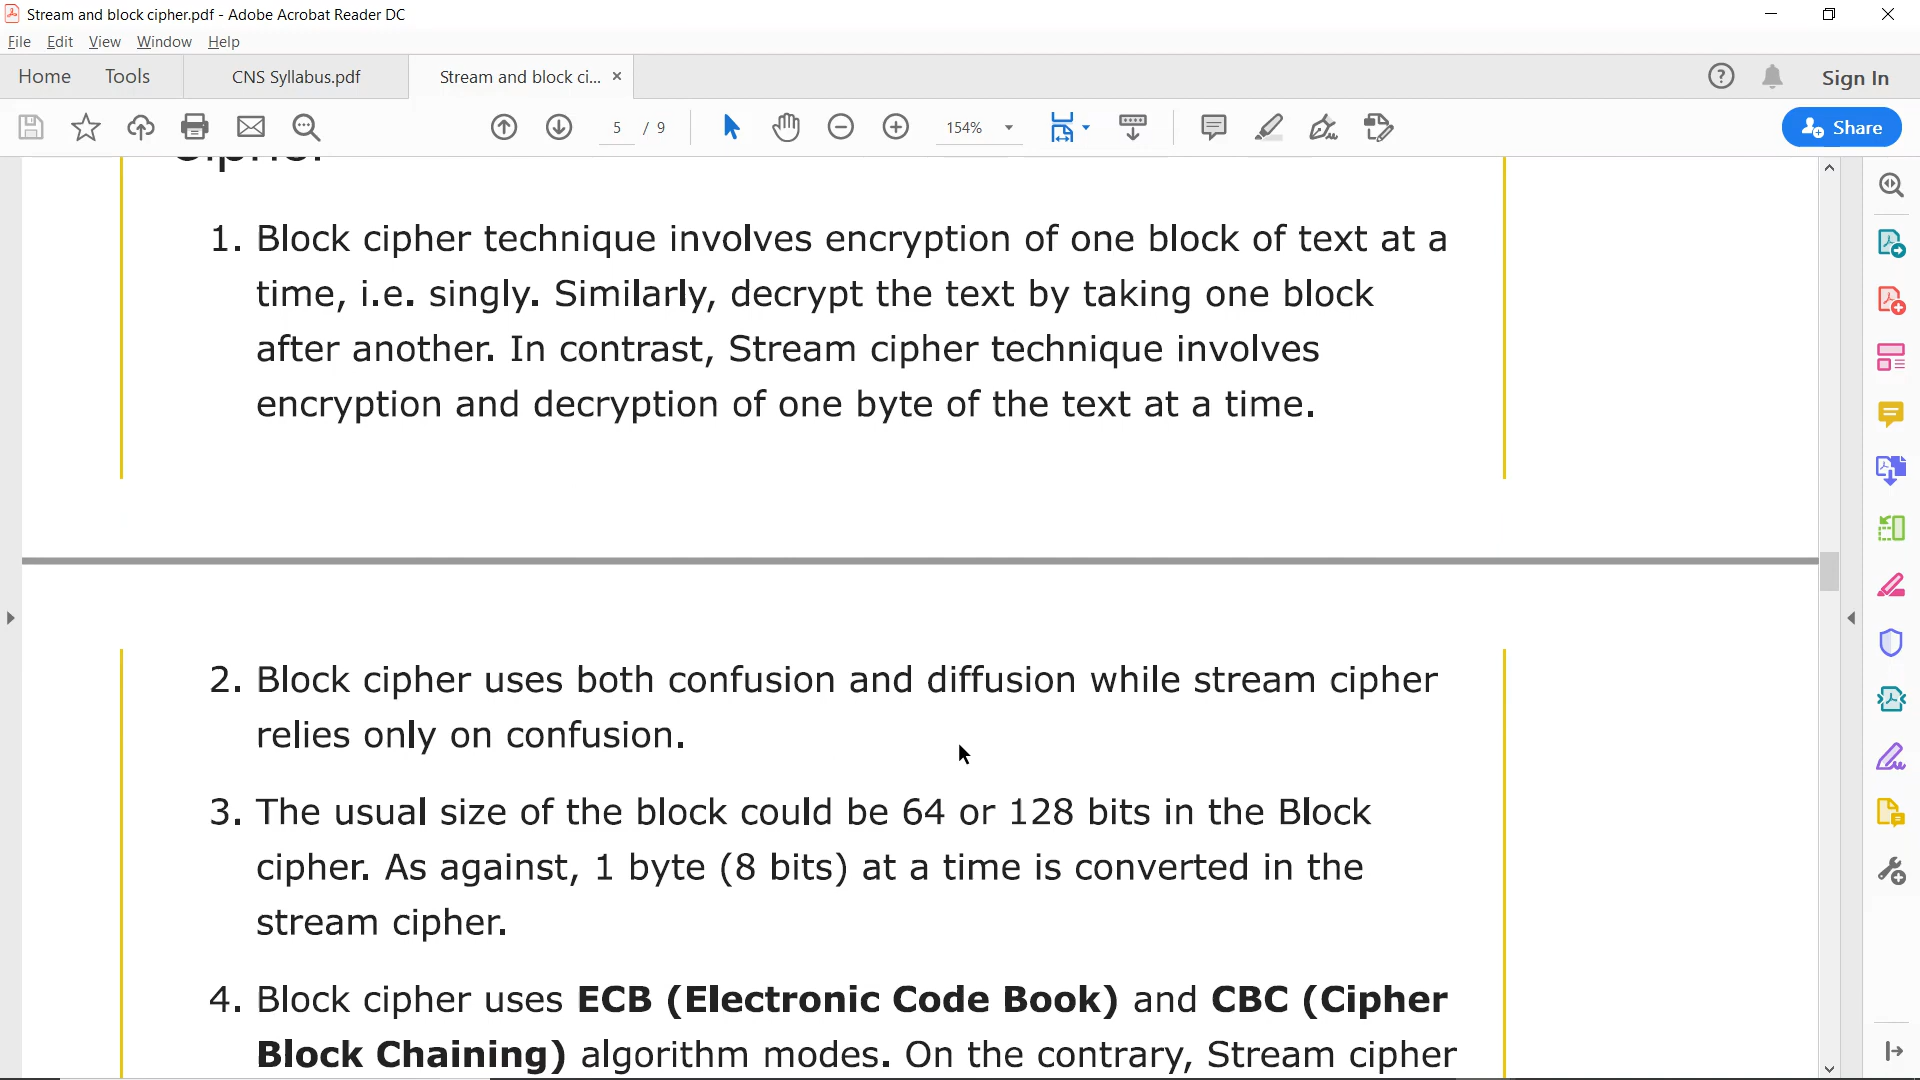 Stream and block cipher.pdf - Adobe Acrobat Reader DC
File Edit View Window Help
Home Tools CNS Syllabus.pdf Stream and block ci... × Sign In
5 / 9 154% Share
1. Block cipher technique involves encryption of one block of text at a
time, i.e. singly. Similarly, decrypt the text by taking one block
after another. In contrast, Stream cipher technique involves
encryption and decryption of one byte of the text at a time.
2. Block cipher uses both confusion and diffusion while stream cipher
relies only on confusion.
3. The usual size of the block could be 64 or 128 bits in the Block
cipher. As against, 1 byte (8 bits) at a time is converted in the
stream cipher.
4. Block cipher uses ECB (Electronic Code Book) and CBC (Cipher
Block Chaining) algorithm modes. On the contrary, Stream cipher